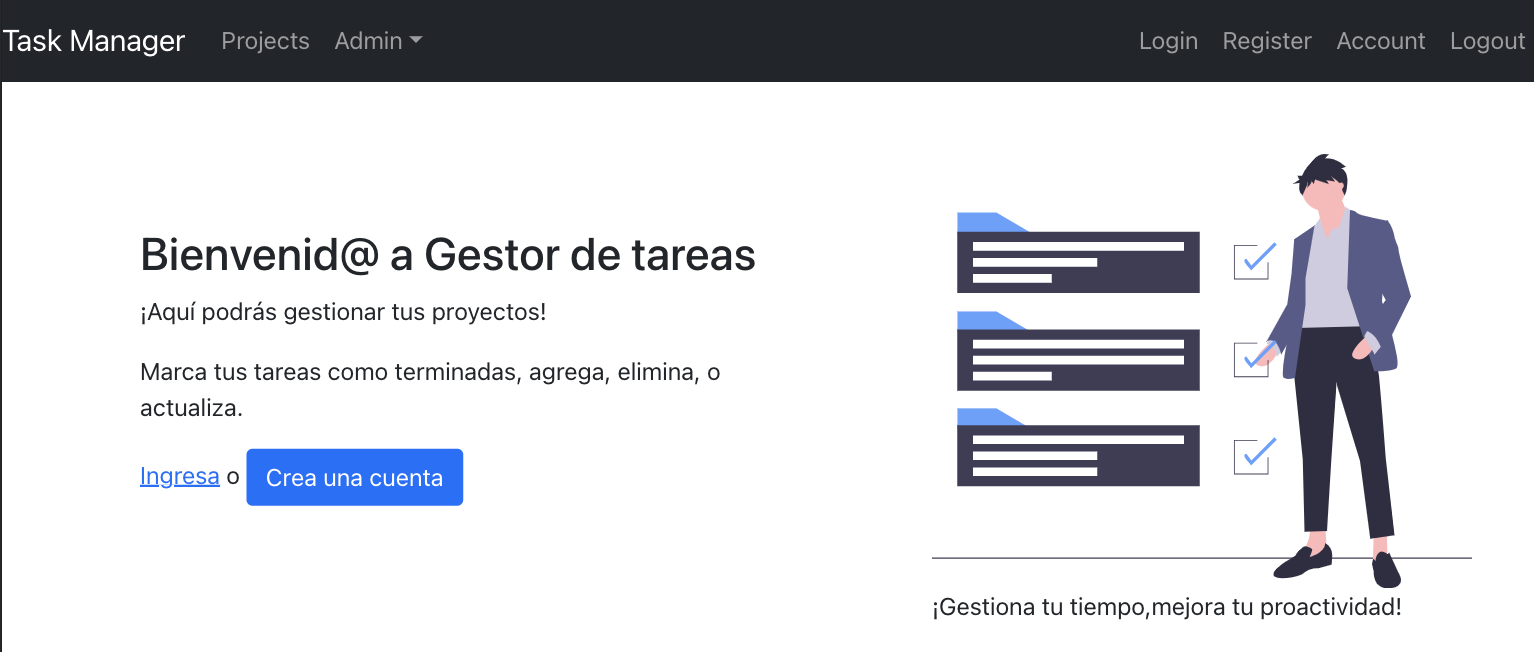 Task Manager Projects Admin Login Register Account Logout
Bienvenid@ a Gestor de tareas
¡Aquí podrás gestionar tus proyectos!
Marca tus tareas como terminadas, agrega, elimina, o
actualiza.
Ingresa o Crea una cuenta
¡Gestiona tu tiempo,mejora tu proactividad!